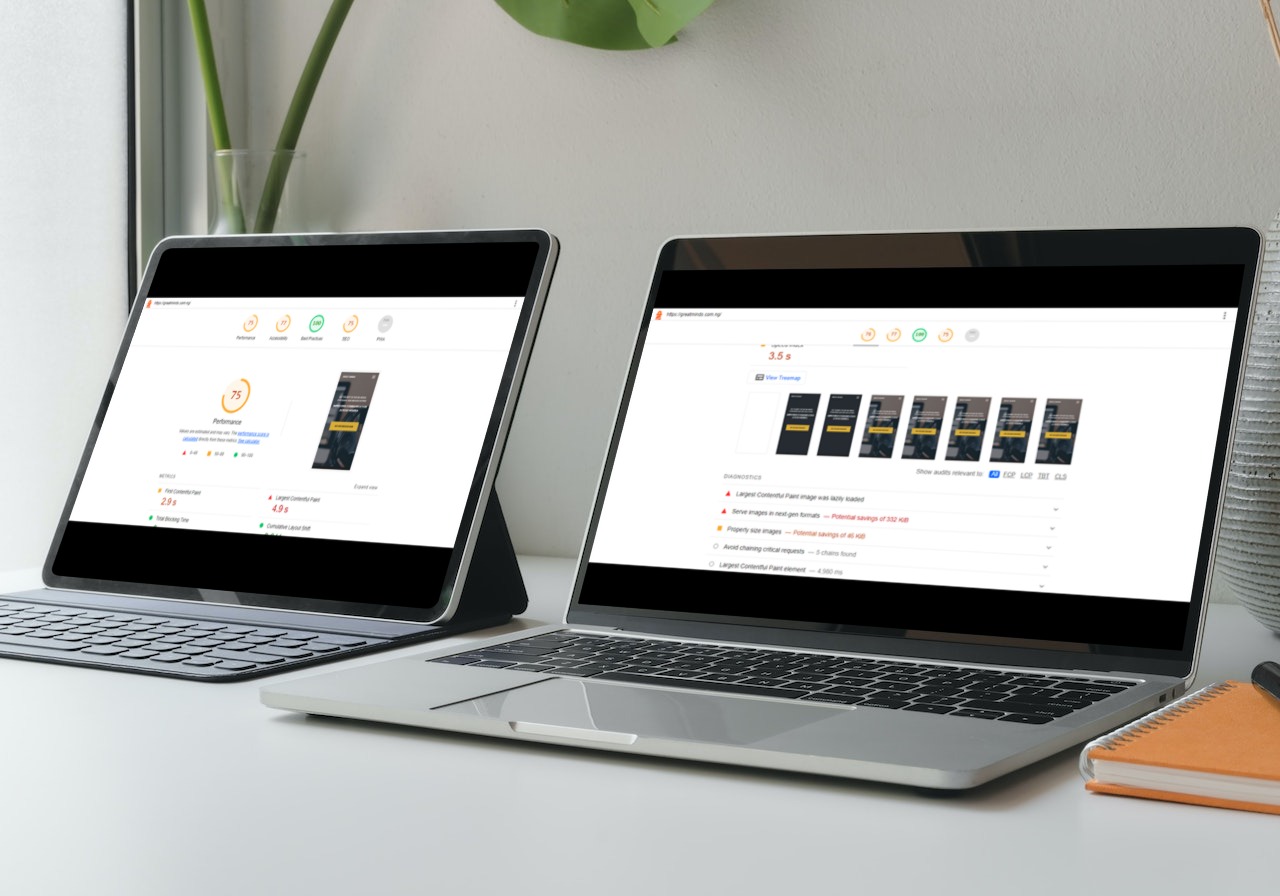 https://greatminds.com.ng/
75
77
100
75
Performance
Accessibility
Best Practices
SEO
PWA
75
Performance
Values are estimated and may vary. The performance score is
calculated directly from these metrics. See calculator.
0–49
50–89
90–100
METRICS
Expand view
First Contentful Paint
2.9 s
Largest Contentful Paint
4.9 s
Total Blocking Time
Cumulative Layout Shift
https://greatminds.com.ng/
77
100
75
3.5 s
View Treemap
Show audits relevant to: All FCP LCP TBT CLS
DIAGNOSTICS
Largest Contentful Paint image was lazily loaded
Serve images in next-gen formats — Potential savings of 332 KiB
Properly size images — Potential savings of 45 KiB
Avoid chaining critical requests — 5 chains found
Largest Contentful Paint element — 4,980 ms